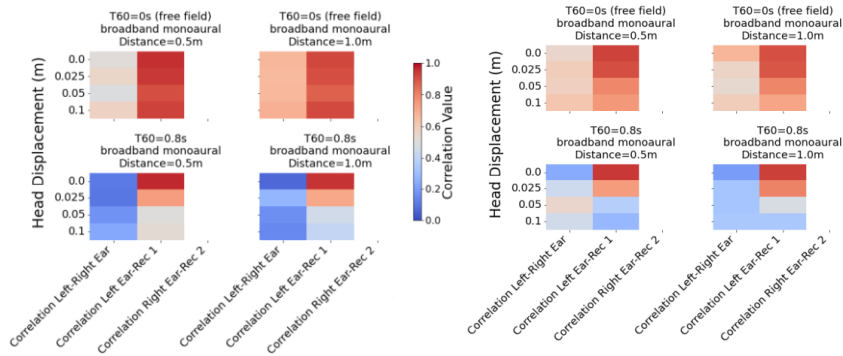 T60=0s (free field)
broadband monoaural
Distance=0.5m
T60=0s (free field)
broadband monoaural
Distance=1.0m
T60=0s (free field)
broadband monoaural
Distance=0.5m
T60=0s (free field)
broadband monoaural
Distance=1.0m
Head Displacement (m)
0.0
0.025
0.05
0.1
T60=0.8s
broadband monoaural
Distance=0.5m
T60=0.8s
broadband monoaural
Distance=1.0m
0.0
0.025
0.05
0.1
1.0
0.8
0.6
0.4
0.2
0.0
Correlation Value
Head Displacement (m)
0.0
0.025
0.05
0.1
T60=0.8s
broadband monoaural
Distance=0.5m
T60=0.8s
broadband monoaural
Distance=1.0m
0.0
0.025
0.05
0.1
Correlation Left-Right Ear
Correlation Left Ear-Rec 1
Correlation Right Ear-Rec 2
Correlation Left-Right Ear
Correlation Left Ear-Rec 1
Correlation Right Ear-Rec 2
Correlation Left-Right Ear
Correlation Left Ear-Rec 1
Correlation Right Ear-Rec 2
Correlation Left-Right Ear
Correlation Left Ear-Rec 1
Correlation Right Ear-Rec 2